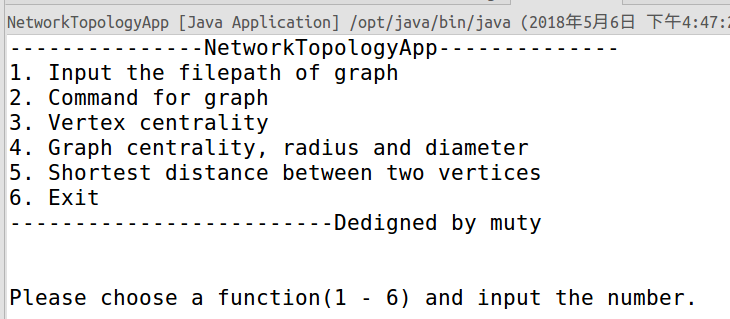 NetworkTopologyApp [Java Application] /opt/java/bin/java (2018年5月6日 下午4:47:2
---------------NetworkTopologyApp--------------
1. Input the filepath of graph
2. Command for graph
3. Vertex centrality
4. Graph centrality, radius and diameter
5. Shortest distance between two vertices
6. Exit
-------------------------Dedigned by muty
Please choose a function(1 - 6) and input the number.